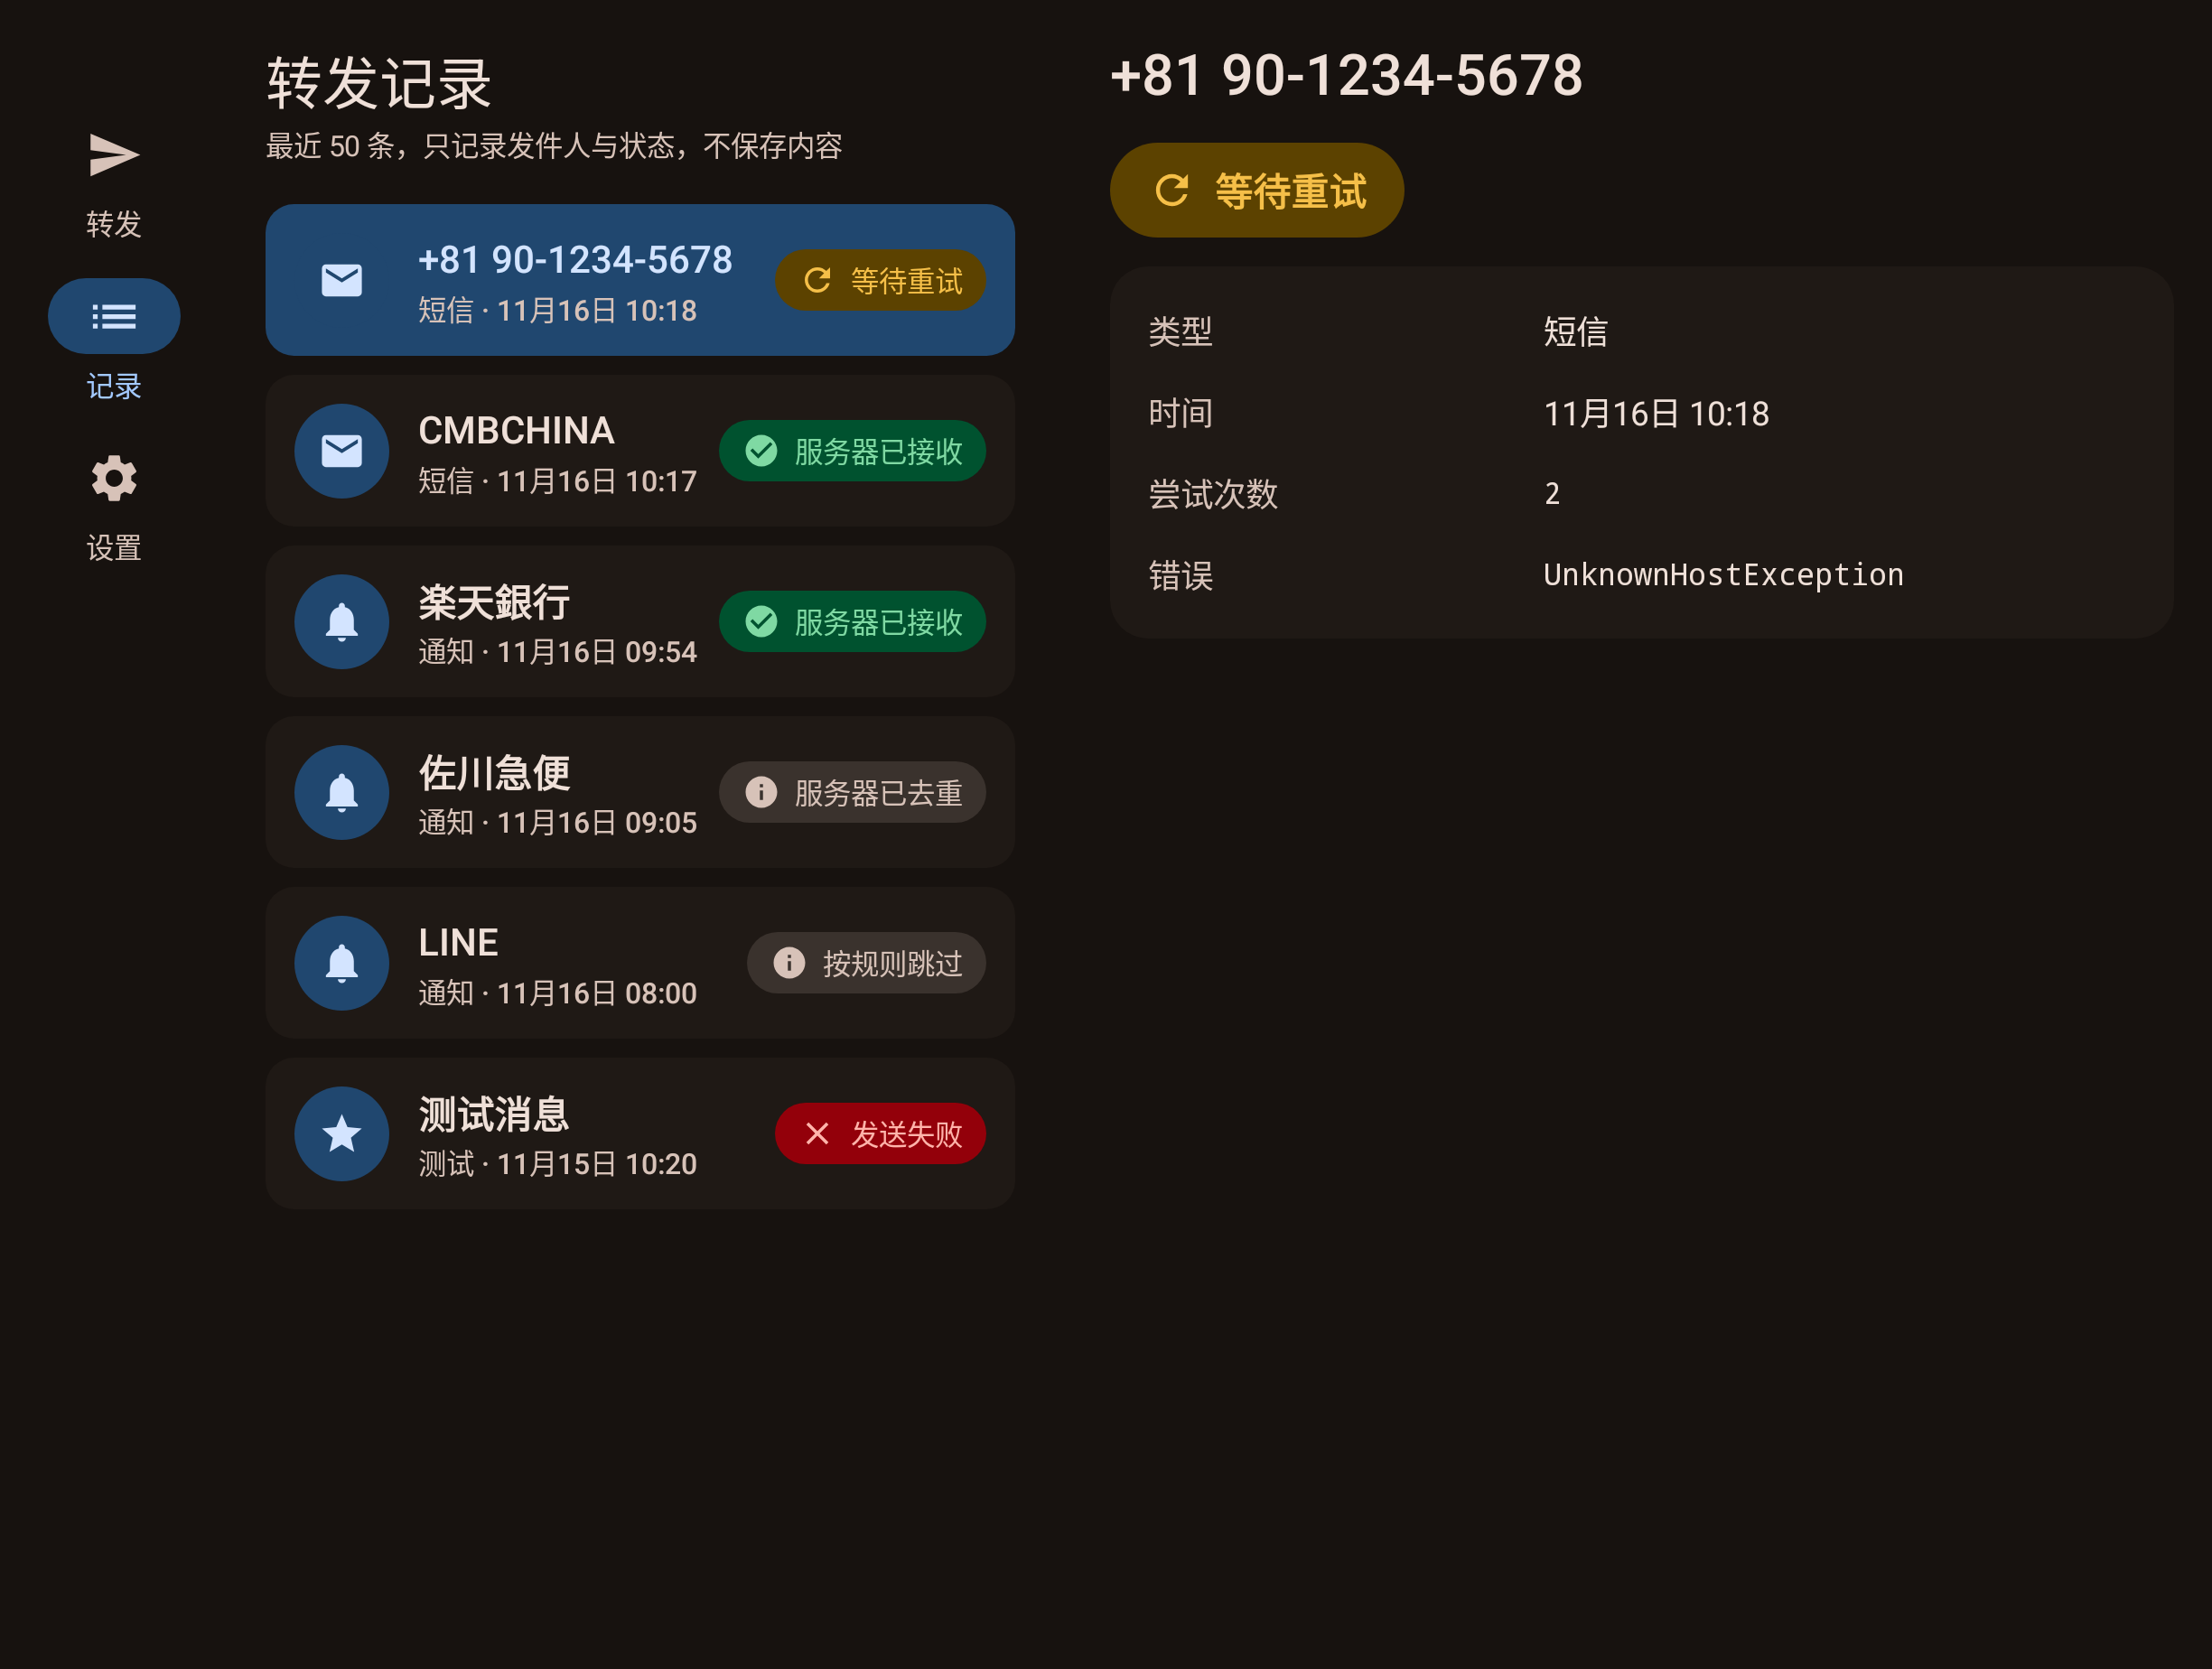 转发
记录
设置
转发记录
最近 50 条，只记录发件人与状态，不保存内容
+81 90-1234-5678
短信 · 11月16日 10:18
等待重试
CMBCHINA
短信 · 11月16日 10:17
服务器已接收
楽天銀行
通知 · 11月16日 09:54
服务器已接收
佐川急便
通知 · 11月16日 09:05
服务器已去重
LINE
通知 · 11月16日 08:00
按规则跳过
测试消息
测试 · 11月15日 10:20
发送失败
+81 90-1234-5678
等待重试
类型 短信
时间 11月16日 10:18
尝试次数 2
错误 UnknownHostException